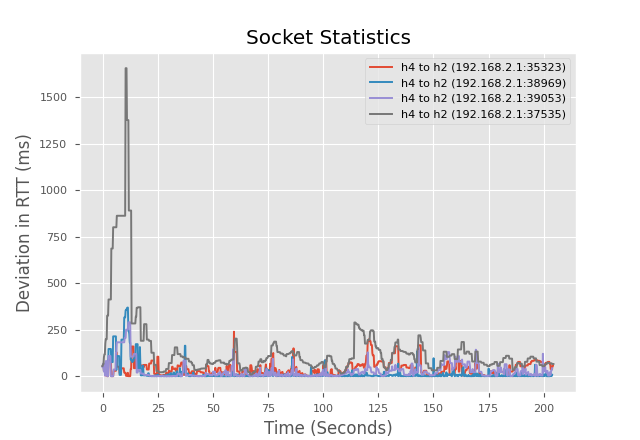 Socket Statistics
h4 to h2 (192.168.2.1:35323)
h4 to h2 (192.168.2.1:38969)
h4 to h2 (192.168.2.1:39053)
h4 to h2 (192.168.2.1:37535)
Deviation in RTT (ms)
1500
1250
1000
750
500
250
0
0 25 50 75 100 125 150 175 200
Time (Seconds)